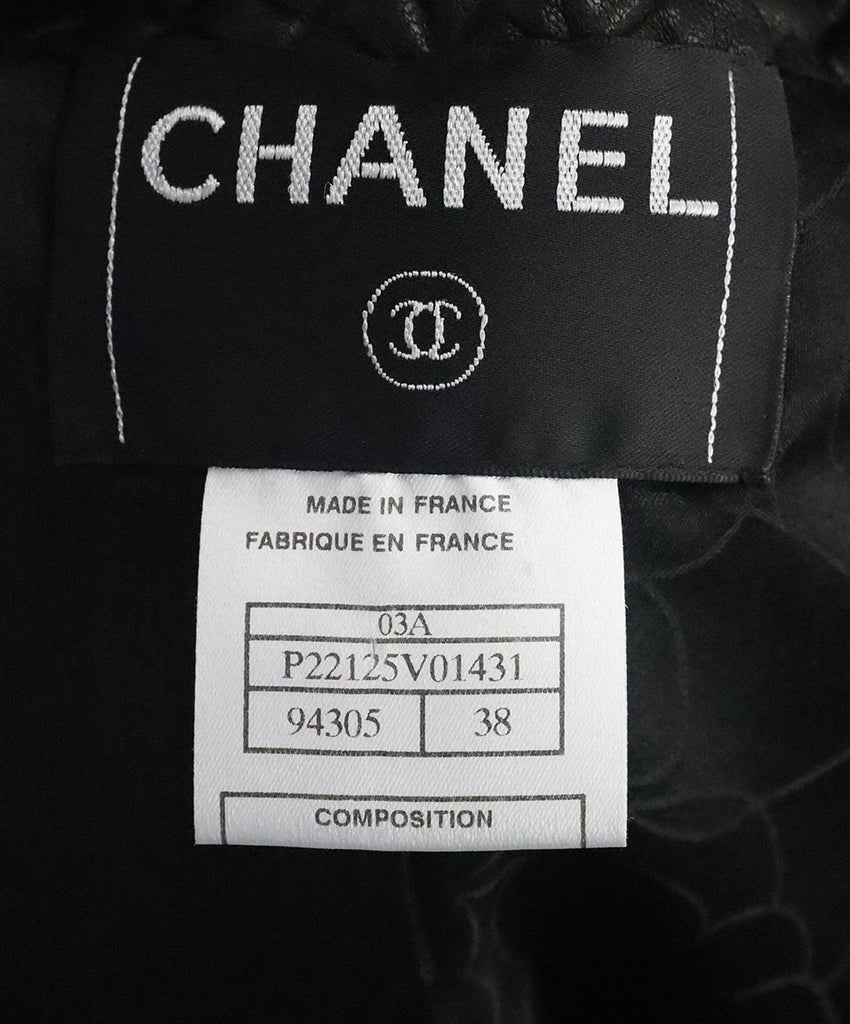 CHANEL
MADE IN FRANCE
FABRIQUE EN FRANCE
03A
P22125V01431
94305 38
COMPOSITION